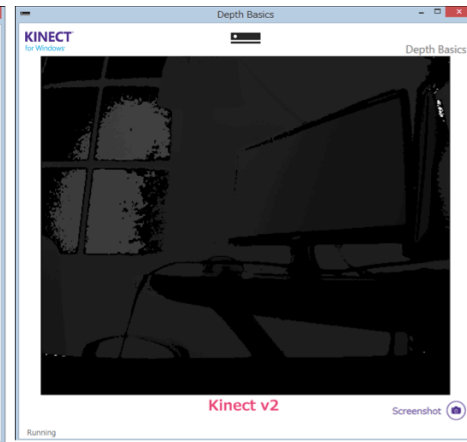 Depth Basics
KINECT
for Windows
Depth Basics
Kinect v2
Screenshot
Running